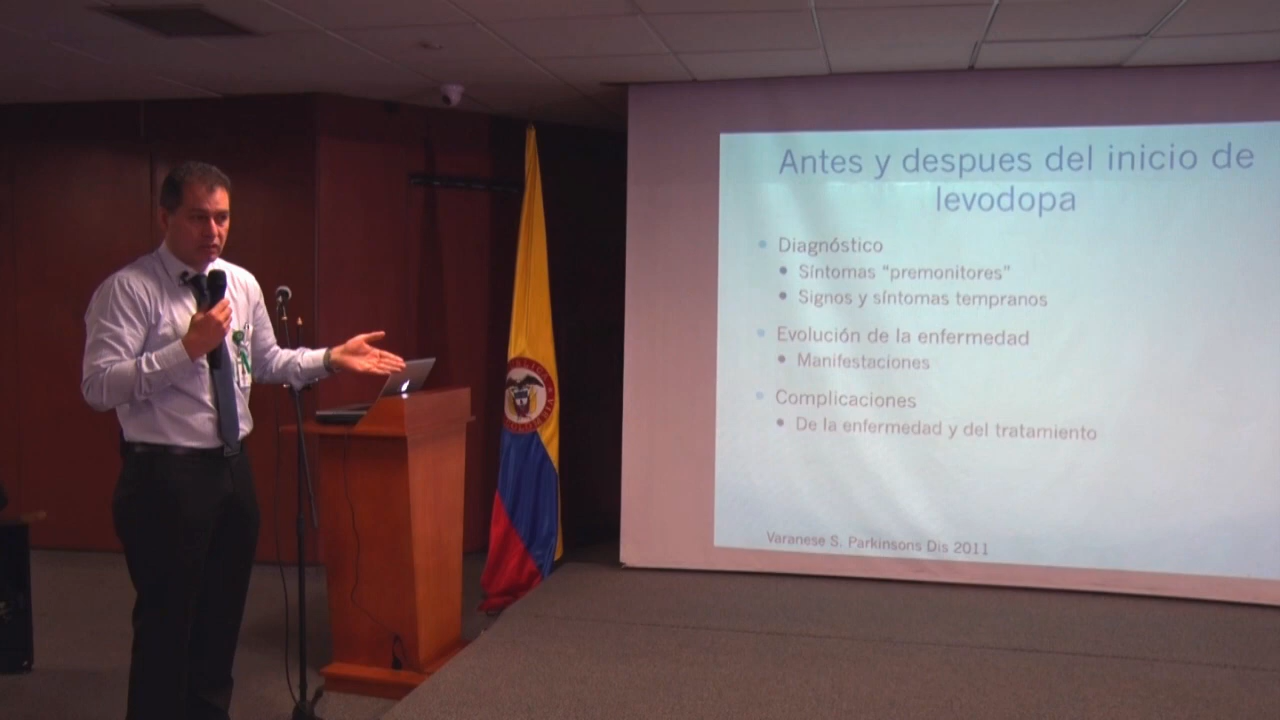 Antes y despues del inicio de
levodopa
Diagnóstico
Síntomas "premonitores"
Signos y síntomas tempranos
Evolución de la enfermedad
Manifestaciones
Complicaciones
De la enfermedad y del tratamiento
Varanese S. Parkinsons Dis 2011